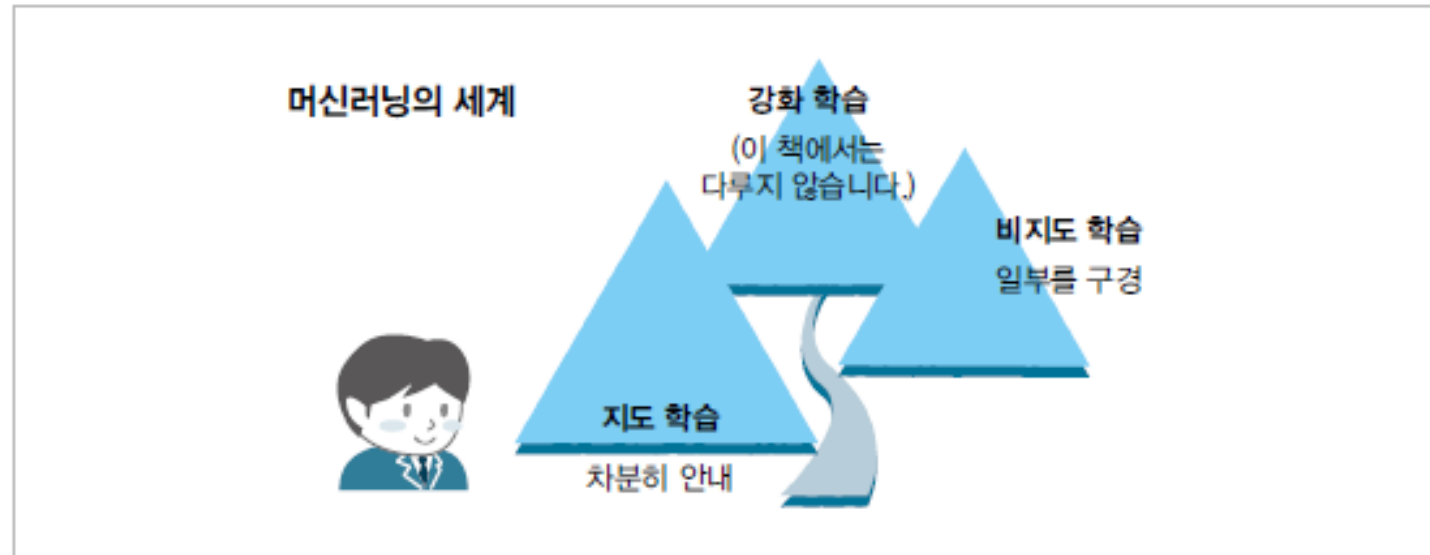 머신러닝의 세계
강화 학습
(이 책에서는
다루지 않습니다.)
비지도 학습
일부를 구경
지도 학습
차분히 안내